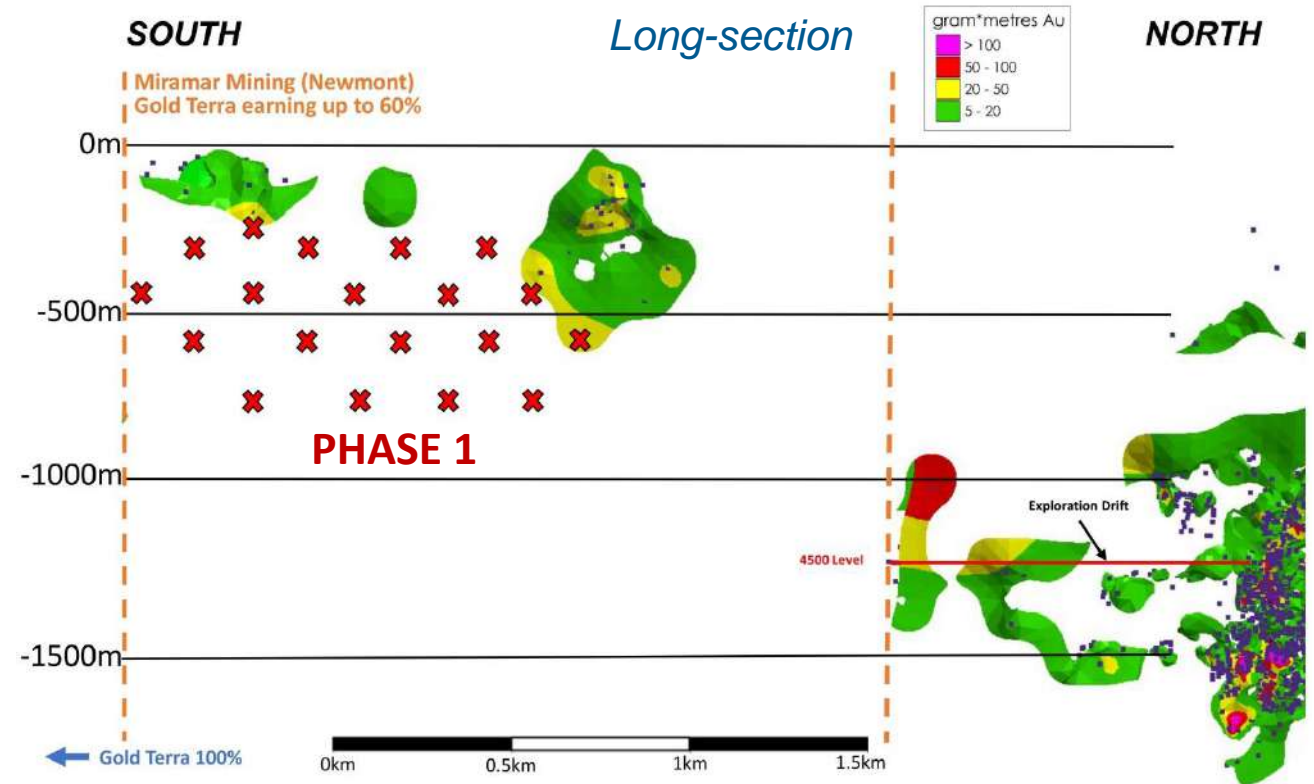 SOUTH
Long-section
NORTH
gram*metres Au
> 100
50 - 100
20 - 50
5 - 20
Miramar Mining (Newmont)
Gold Terra earning up to 60%
0m
-500m
PHASE 1
-1000m
Exploration Drift
4500 Level
-1500m
Gold Terra 100%
0km
0.5km
1km
1.5km